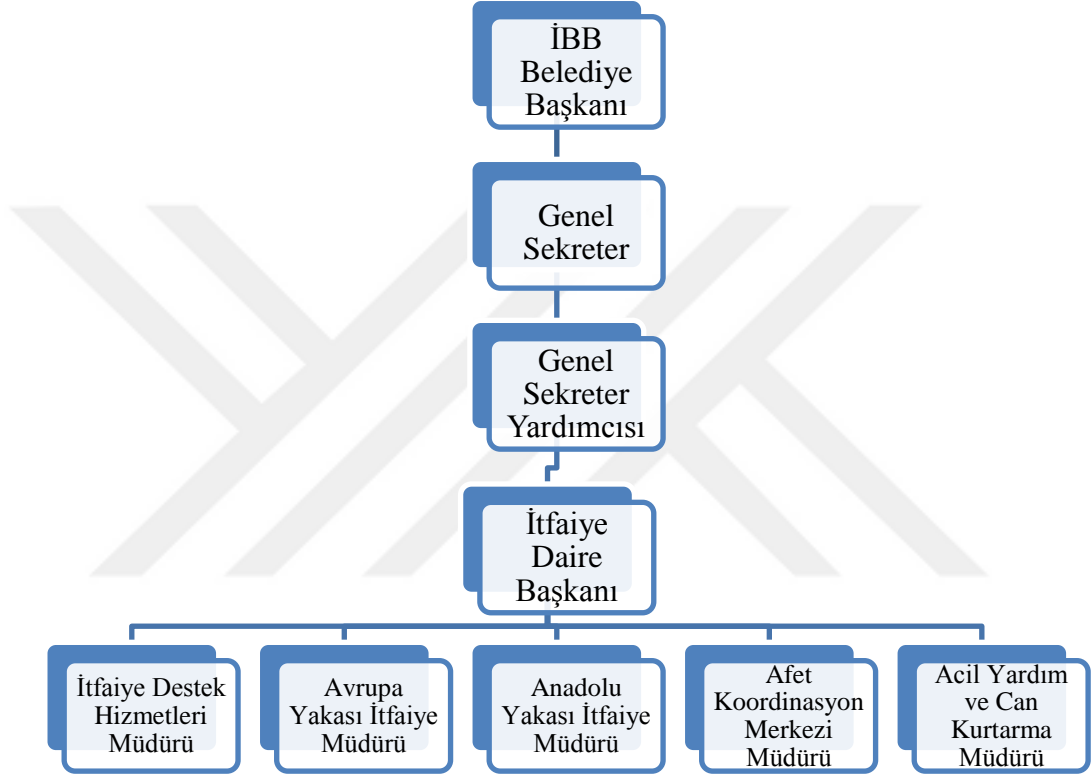 İBB
Belediye
Başkanı
Genel
Sekreter
Genel
Sekreter
Yardımcısı
İtfaiye
Daire
Başkanı
İtfaiye Destek
Hizmetleri
Müdürü
Avrupa
Yakası İtfaiye
Müdürü
Anadolu
Yakası İtfaiye
Müdürü
Afet
Koordinasyon
Merkezi
Müdürü
Acil Yardım
ve Can
Kurtarma
Müdürü